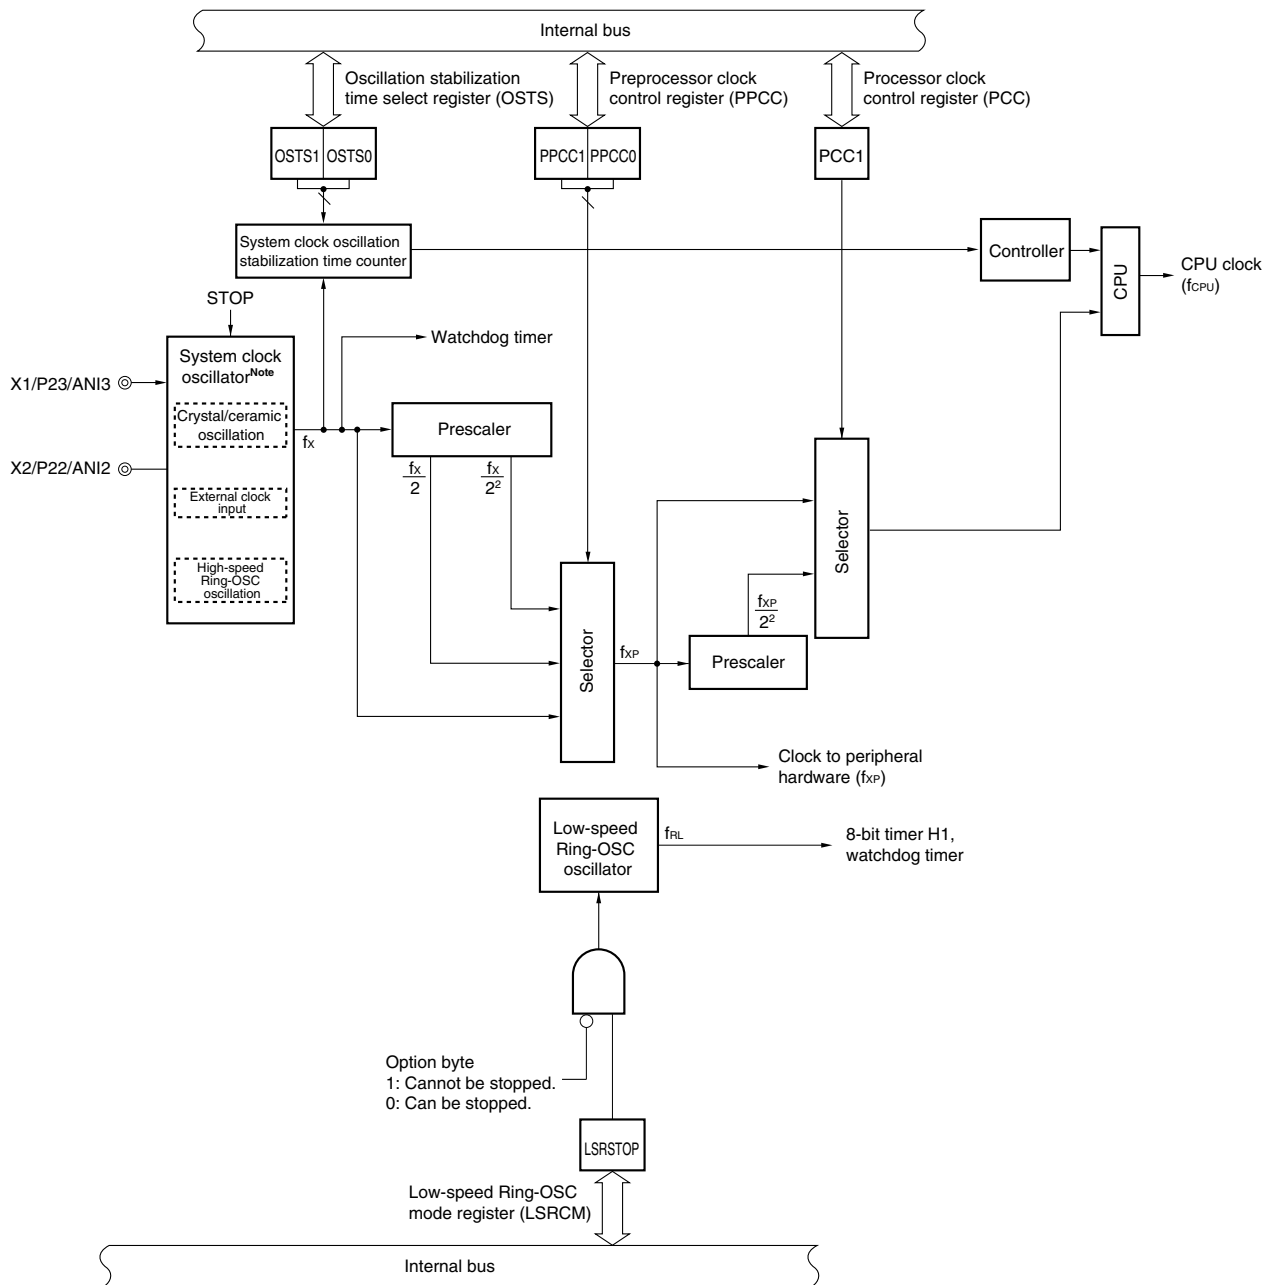 Internal bus
Oscillation stabilization
time select register (OSTS)
Preprocessor clock
control register (PPCC)
Processor clock
control register (PCC)
OSTS1 OSTS0
PPCC1 PPCC0
PCC1
System clock oscillation
stabilization time counter
Controller
CPU
CPU clock
(fCPU)
STOP
Watchdog timer
System clock
oscillatorNote
X1/P23/ANI3
Crystal/ceramic
oscillation
fX
Prescaler
X2/P22/ANI2
fX
2
fX
2²
External clock
input
High-speed
Ring-OSC
oscillation
Selector
Selector
fXP
fXP
2²
Prescaler
Clock to peripheral
hardware (fXP)
Low-speed
Ring-OSC
oscillator
fRL
8-bit timer H1,
watchdog timer
Option byte
1: Cannot be stopped.
0: Can be stopped.
LSRSTOP
Low-speed Ring-OSC
mode register (LSRCM)
Internal bus